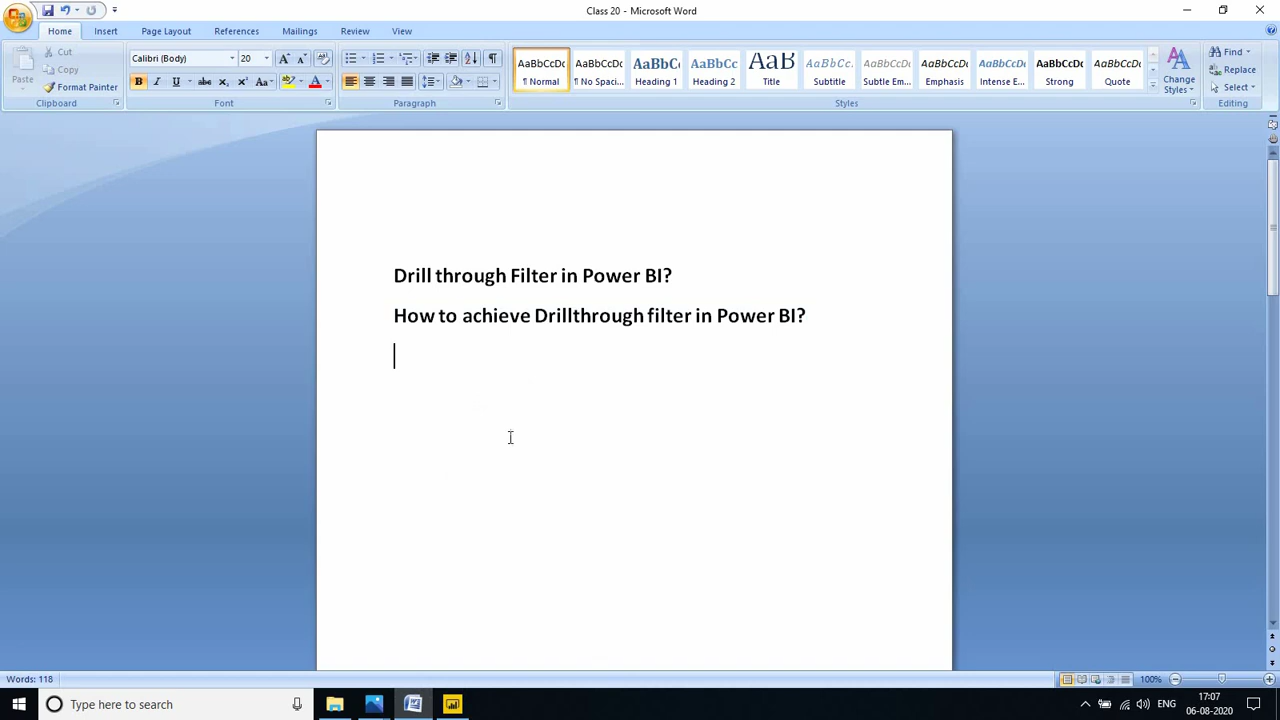 Class 20 - Microsoft Word
Home
Insert
Page Layout
References
Mailings
Review
View
Paste
Cut
Copy
Format Painter
Clipboard
Calibri (Body)
20
Font
Paragraph
AaBbCcDc
¶ Normal
AaBbCcDc
¶ No Spaci...
AaBbC
Heading 1
AaBbCc
Heading 2
AaB
Title
AaBbCc.
Subtitle
AaBbCcDc
Subtle Em...
AaBbCcDc
Emphasis
AaBbCcDc
Intense E...
AaBbCcDc
Strong
AaBbCcDc
Quote
Change
Styles
Styles
Find
Replace
Select
Editing
Drill through Filter in Power BI?
How to achieve Drillthrough filter in Power BI?
Words: 118
100%
Type here to search
ENG
17:07
06-08-2020